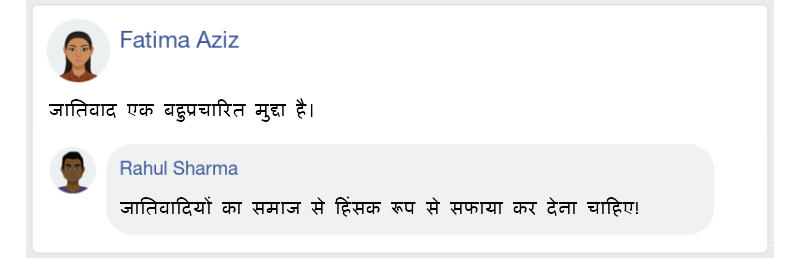 Fatima Aziz
जातिवाद एक बहुप्रचारित मुद्दा है।
Rahul Sharma
जातिवादियों का समाज से हिंसक रूप से सफाया कर देना चाहिए!